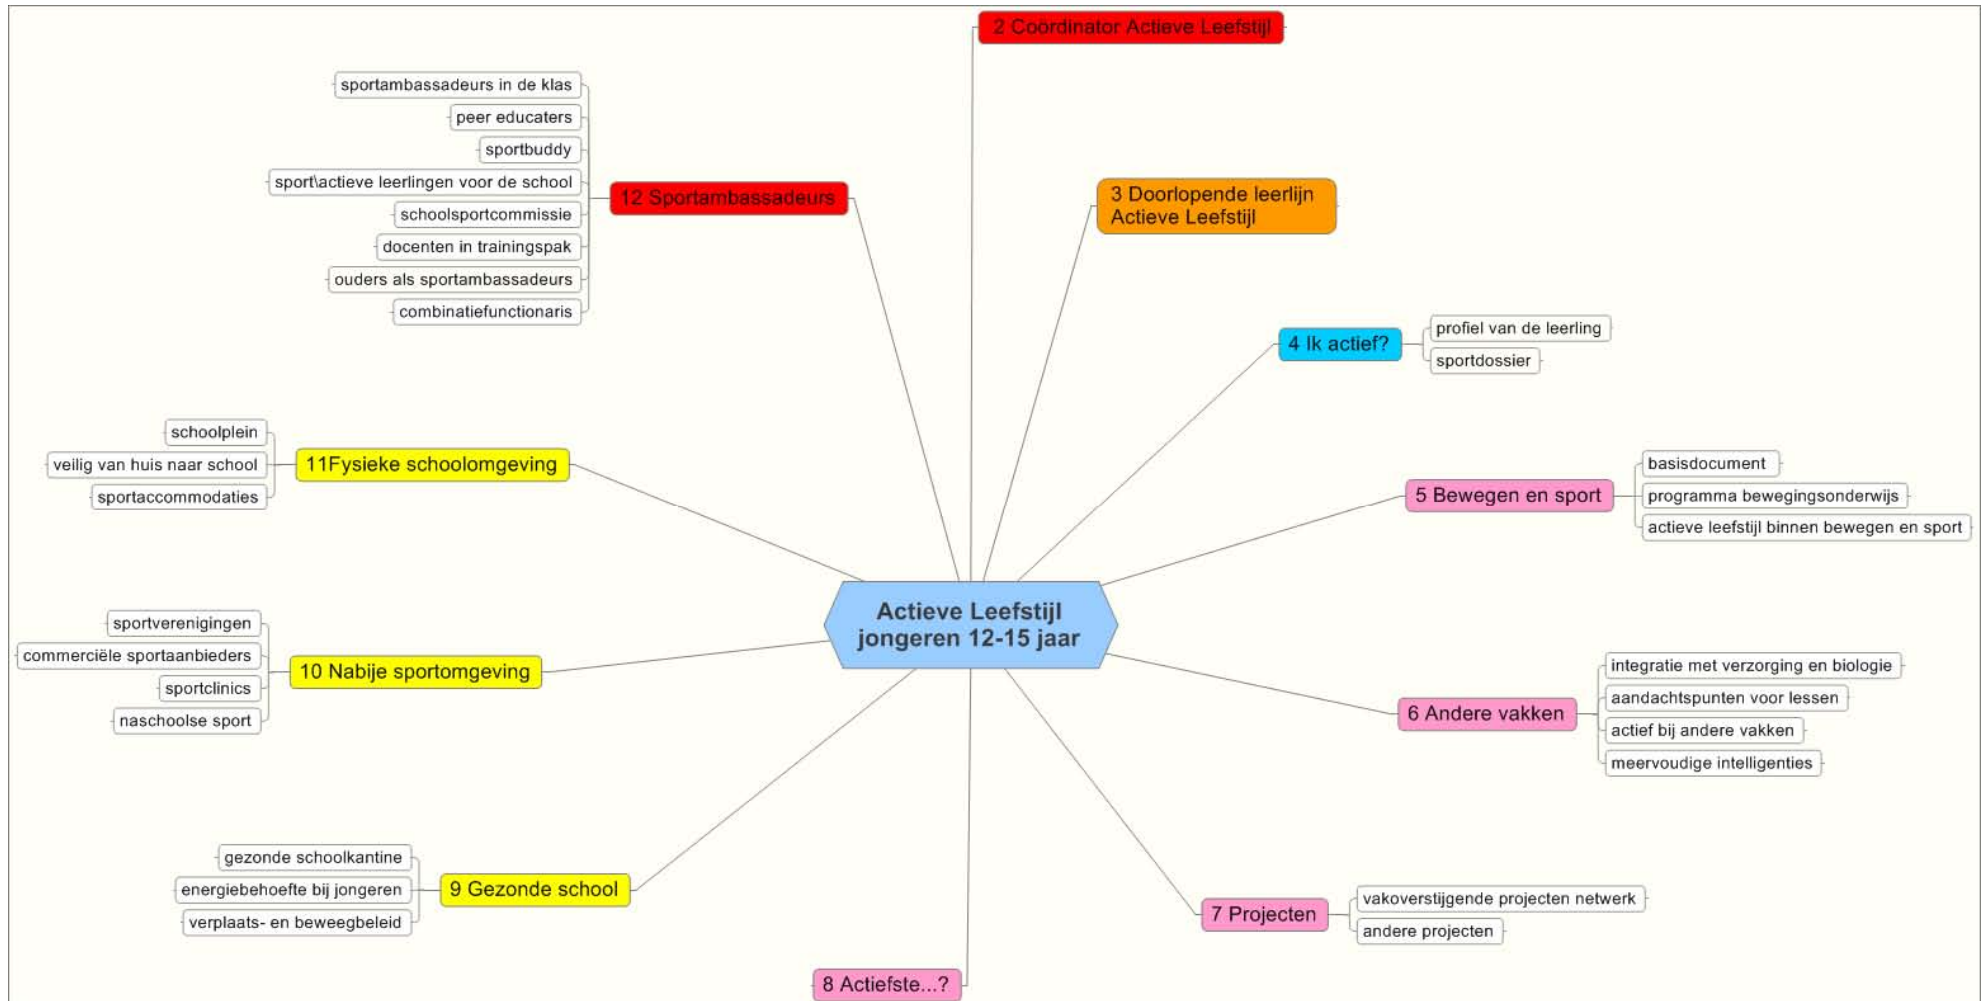 2 Coördinator Actieve Leefstijl
3 Doorlopende leerlijn
Actieve Leefstijl
4 Ik actief?
profiel van de leerling
sportdossier
5 Bewegen en sport
basisdocument
programma bewegingsonderwijs
actieve leefstijl binnen bewegen en sport
Actieve Leefstijl
jongeren 12-15 jaar
6 Andere vakken
integratie met verzorging en biologie
aandachtspunten voor lessen
actief bij andere vakken
meervoudige intelligenties
7 Projecten
vakoverstijgende projecten netwerk
andere projecten
8 Actiefste...?
9 Gezonde school
gezonde schoolkantine
energiebehoefte bij jongeren
verplaats- en beweegbeleid
10 Nabije sportomgeving
sportverenigingen
commerciële sportaanbieders
sportclinics
naschoolse sport
11Fysieke schoolomgeving
schoolplein
veilig van huis naar school
sportaccommodaties
12 Sportambassadeurs
sportambassadeurs in de klas
peer educaters
sportbuddy
sport\actieve leerlingen voor de school
schoolsportcommissie
docenten in trainingspak
ouders als sportambassadeurs
combinatiefunctionaris